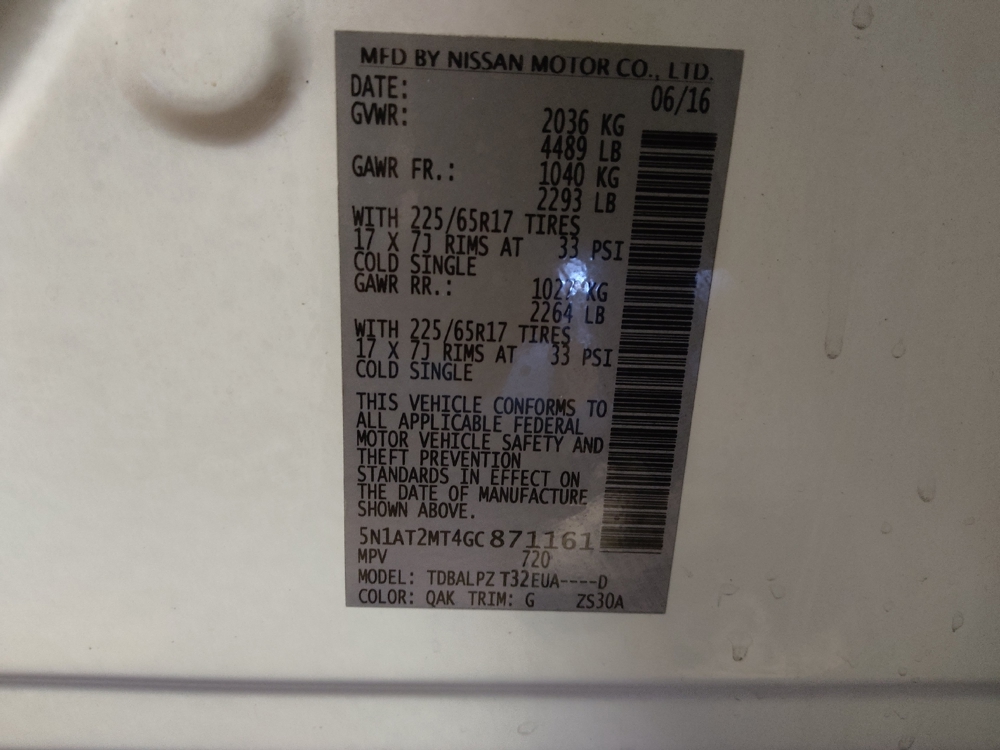 MFD BY NISSAN MOTOR CO., LTD.
DATE: 06/16
GVWR: 2036 KG
4489 LB
GAWR FR.: 1040 KG
2293 LB
WITH 225/65R17 TIRES
17 X 7J RIMS AT 33 PSI
COLD SINGLE
GAWR RR.: KG
2264 LB
WITH 225/65R17 TIRES
17 X 7J RIMS AT 33 PSI
COLD SINGLE
THIS VEHICLE CONFORMS TO
ALL APPLICABLE FEDERAL
MOTOR VEHICLE SAFETY AND
THEFT PREVENTION
STANDARDS IN EFFECT ON
THE DATE OF MANUFACTURE
SHOWN ABOVE.
5N1AT2MT4GC 871161
MPV 720
MODEL: TDBALPZ T32EUA----D
COLOR: QAK TRIM: G ZS30A